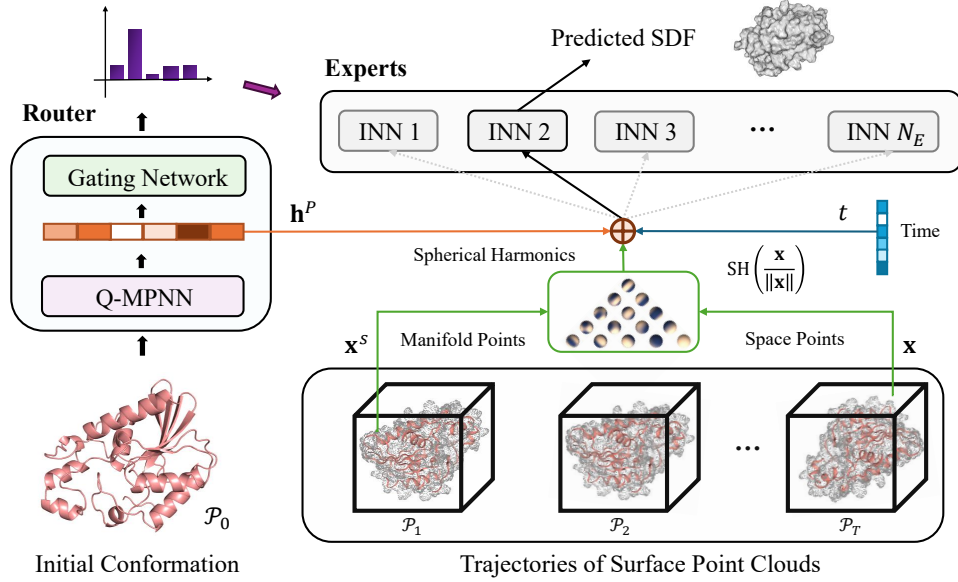 Predicted SDF
Experts
Router
INN 1
INN 2
INN 3
...
INN N_E
Gating Network
h^P
t
Time
Spherical Harmonics
SH(x/‖x‖)
Q-MPNN
x^s
Manifold Points
Space Points
x
...
P_0
P_1
P_2
P_T
Initial Conformation
Trajectories of Surface Point Clouds